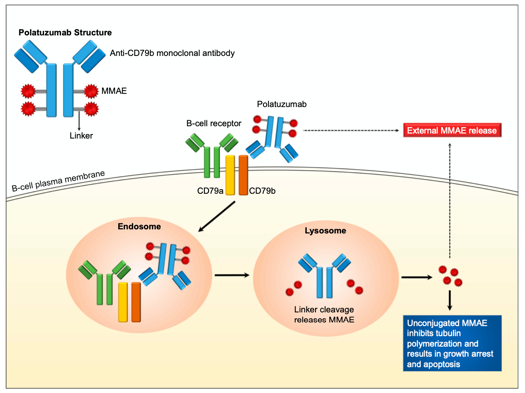 Polatuzumab Structure
Anti-CD79b monoclonal antibody
MMAE
Linker
Polatuzumab
B-cell receptor
External MMAE release
B-cell plasma membrane
CD79a
CD79b
Endosome
Lysosome
Linker cleavage
releases MMAE
Unconjugated MMAE
inhibits tubulin
polymerization and
results in growth arrest
and apoptosis